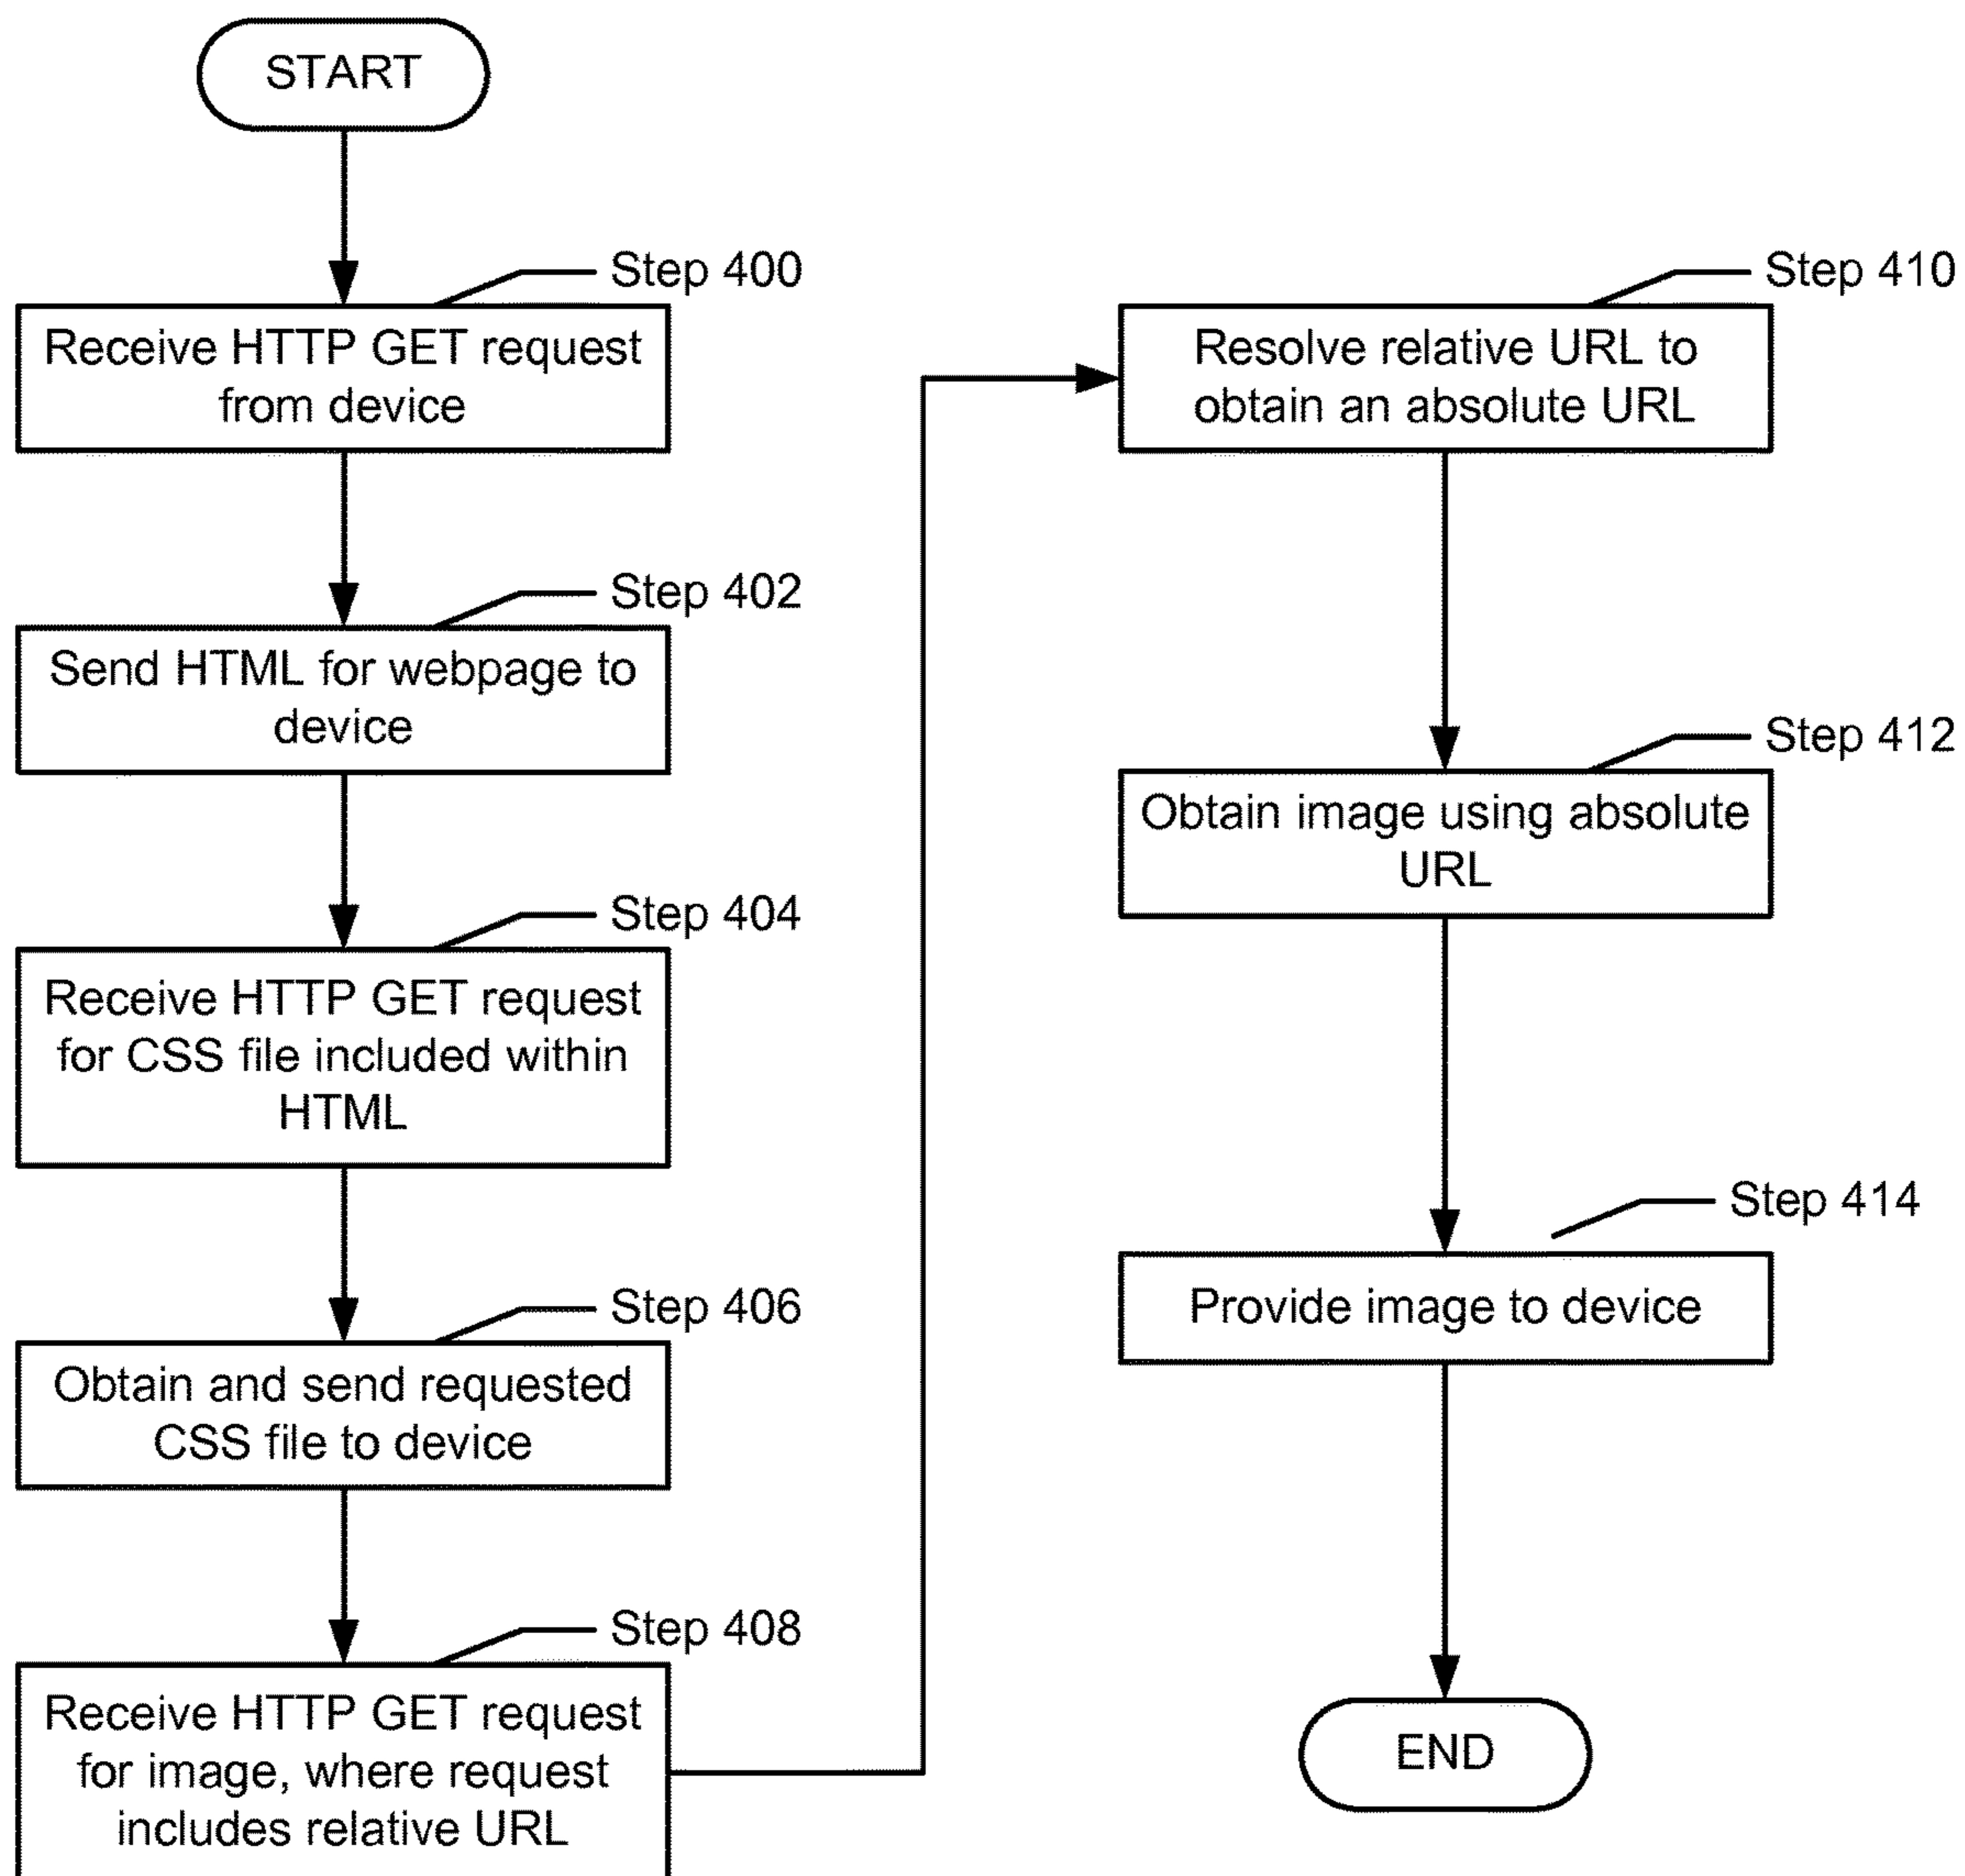 START
Step 400
Receive HTTP GET request
from device
Step 402
Send HTML for webpage to
device
Step 404
Receive HTTP GET request
for CSS file included within
HTML
Step 406
Obtain and send requested
CSS file to device
Step 408
Receive HTTP GET request
for image, where request
includes relative URL
Step 410
Resolve relative URL to
obtain an absolute URL
Step 412
Obtain image using absolute
URL
Step 414
Provide image to device
END